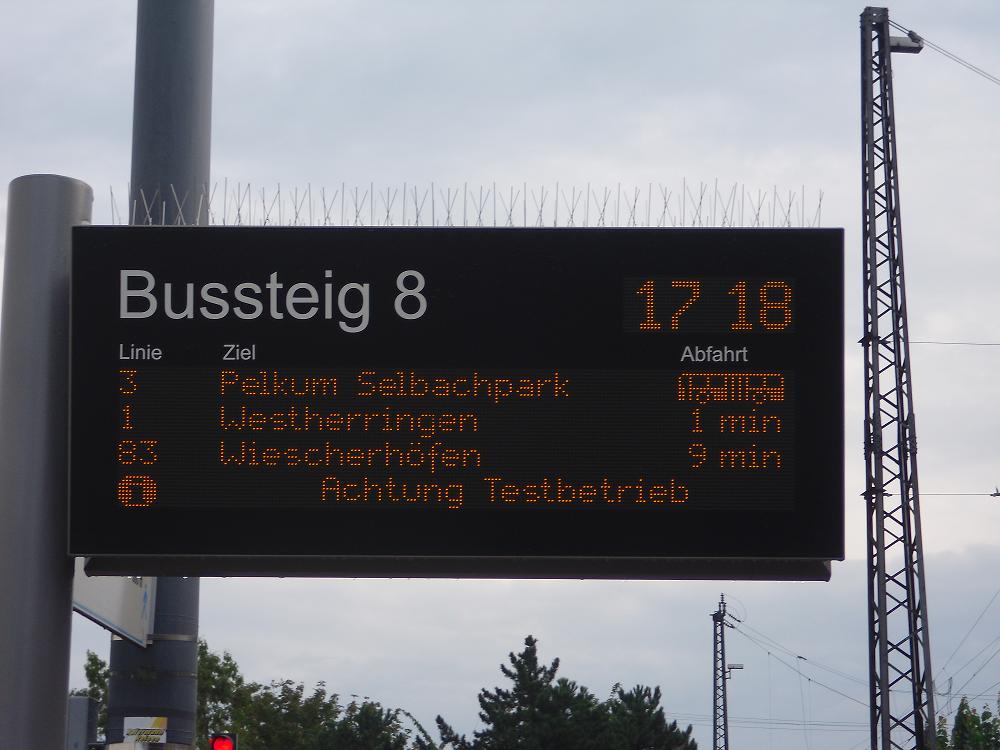 Bussteig 8 17 18
Linie Ziel Abfahrt
3 Pelkum Selbachpark
1 Westherringen 1 min
83 Wiescherhöfen 9 min
Achtung Testbetrieb